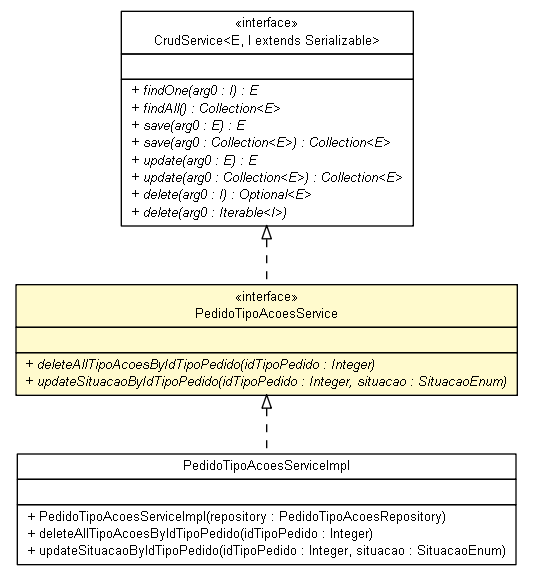 «interface»
CrudService<E, I extends Serializable>
+ findOne(arg0 : I) : E
+ findAll() : Collection<E>
+ save(arg0 : E) : E
+ save(arg0 : Collection<E>) : Collection<E>
+ update(arg0 : E) : E
+ update(arg0 : Collection<E>) : Collection<E>
+ delete(arg0 : I) : Optional<E>
+ delete(arg0 : Iterable<I>)
«interface»
PedidoTipoAcoesService
+ deleteAllTipoAcoesByIdTipoPedido(idTipoPedido : Integer)
+ updateSituacaoByIdTipoPedido(idTipoPedido : Integer, situacao : SituacaoEnum)
PedidoTipoAcoesServiceImpl
+ PedidoTipoAcoesServiceImpl(repository : PedidoTipoAcoesRepository)
+ deleteAllTipoAcoesByIdTipoPedido(idTipoPedido : Integer)
+ updateSituacaoByIdTipoPedido(idTipoPedido : Integer, situacao : SituacaoEnum)